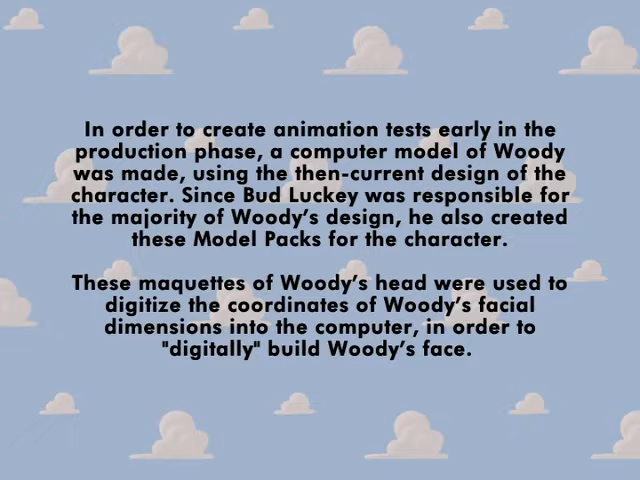 In order to create animation tests early in the
production phase, a computer model of Woody
was made, using the then-current design of the
character. Since Bud Luckey was responsible for
the majority of Woody's design, he also created
these Model Packs for the character.
These maquettes of Woody's head were used to
digitize the coordinates of Woody's facial
dimensions into the computer, in order to
"digitally" build Woody's face.